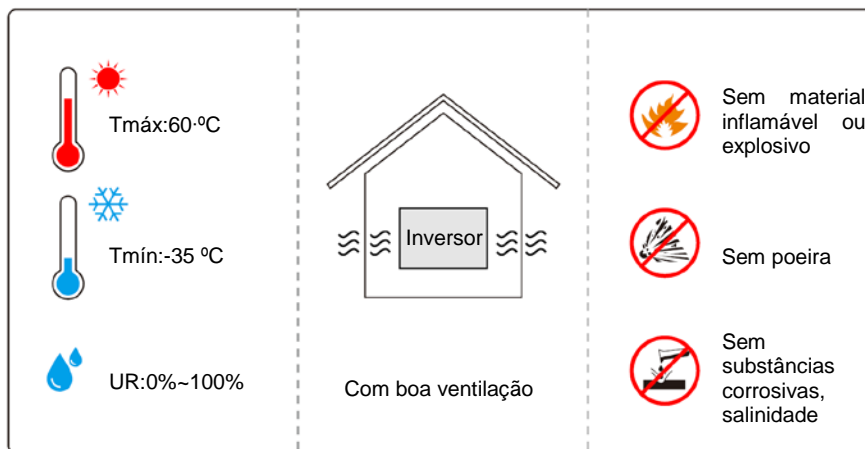 Tmáx:60·ºC
Tmín:-35 ºC
UR:0%~100%
Inversor
Com boa ventilação
Sem material
inflamável ou
explosivo
Sem poeira
Sem
substâncias
corrosivas,
salinidade